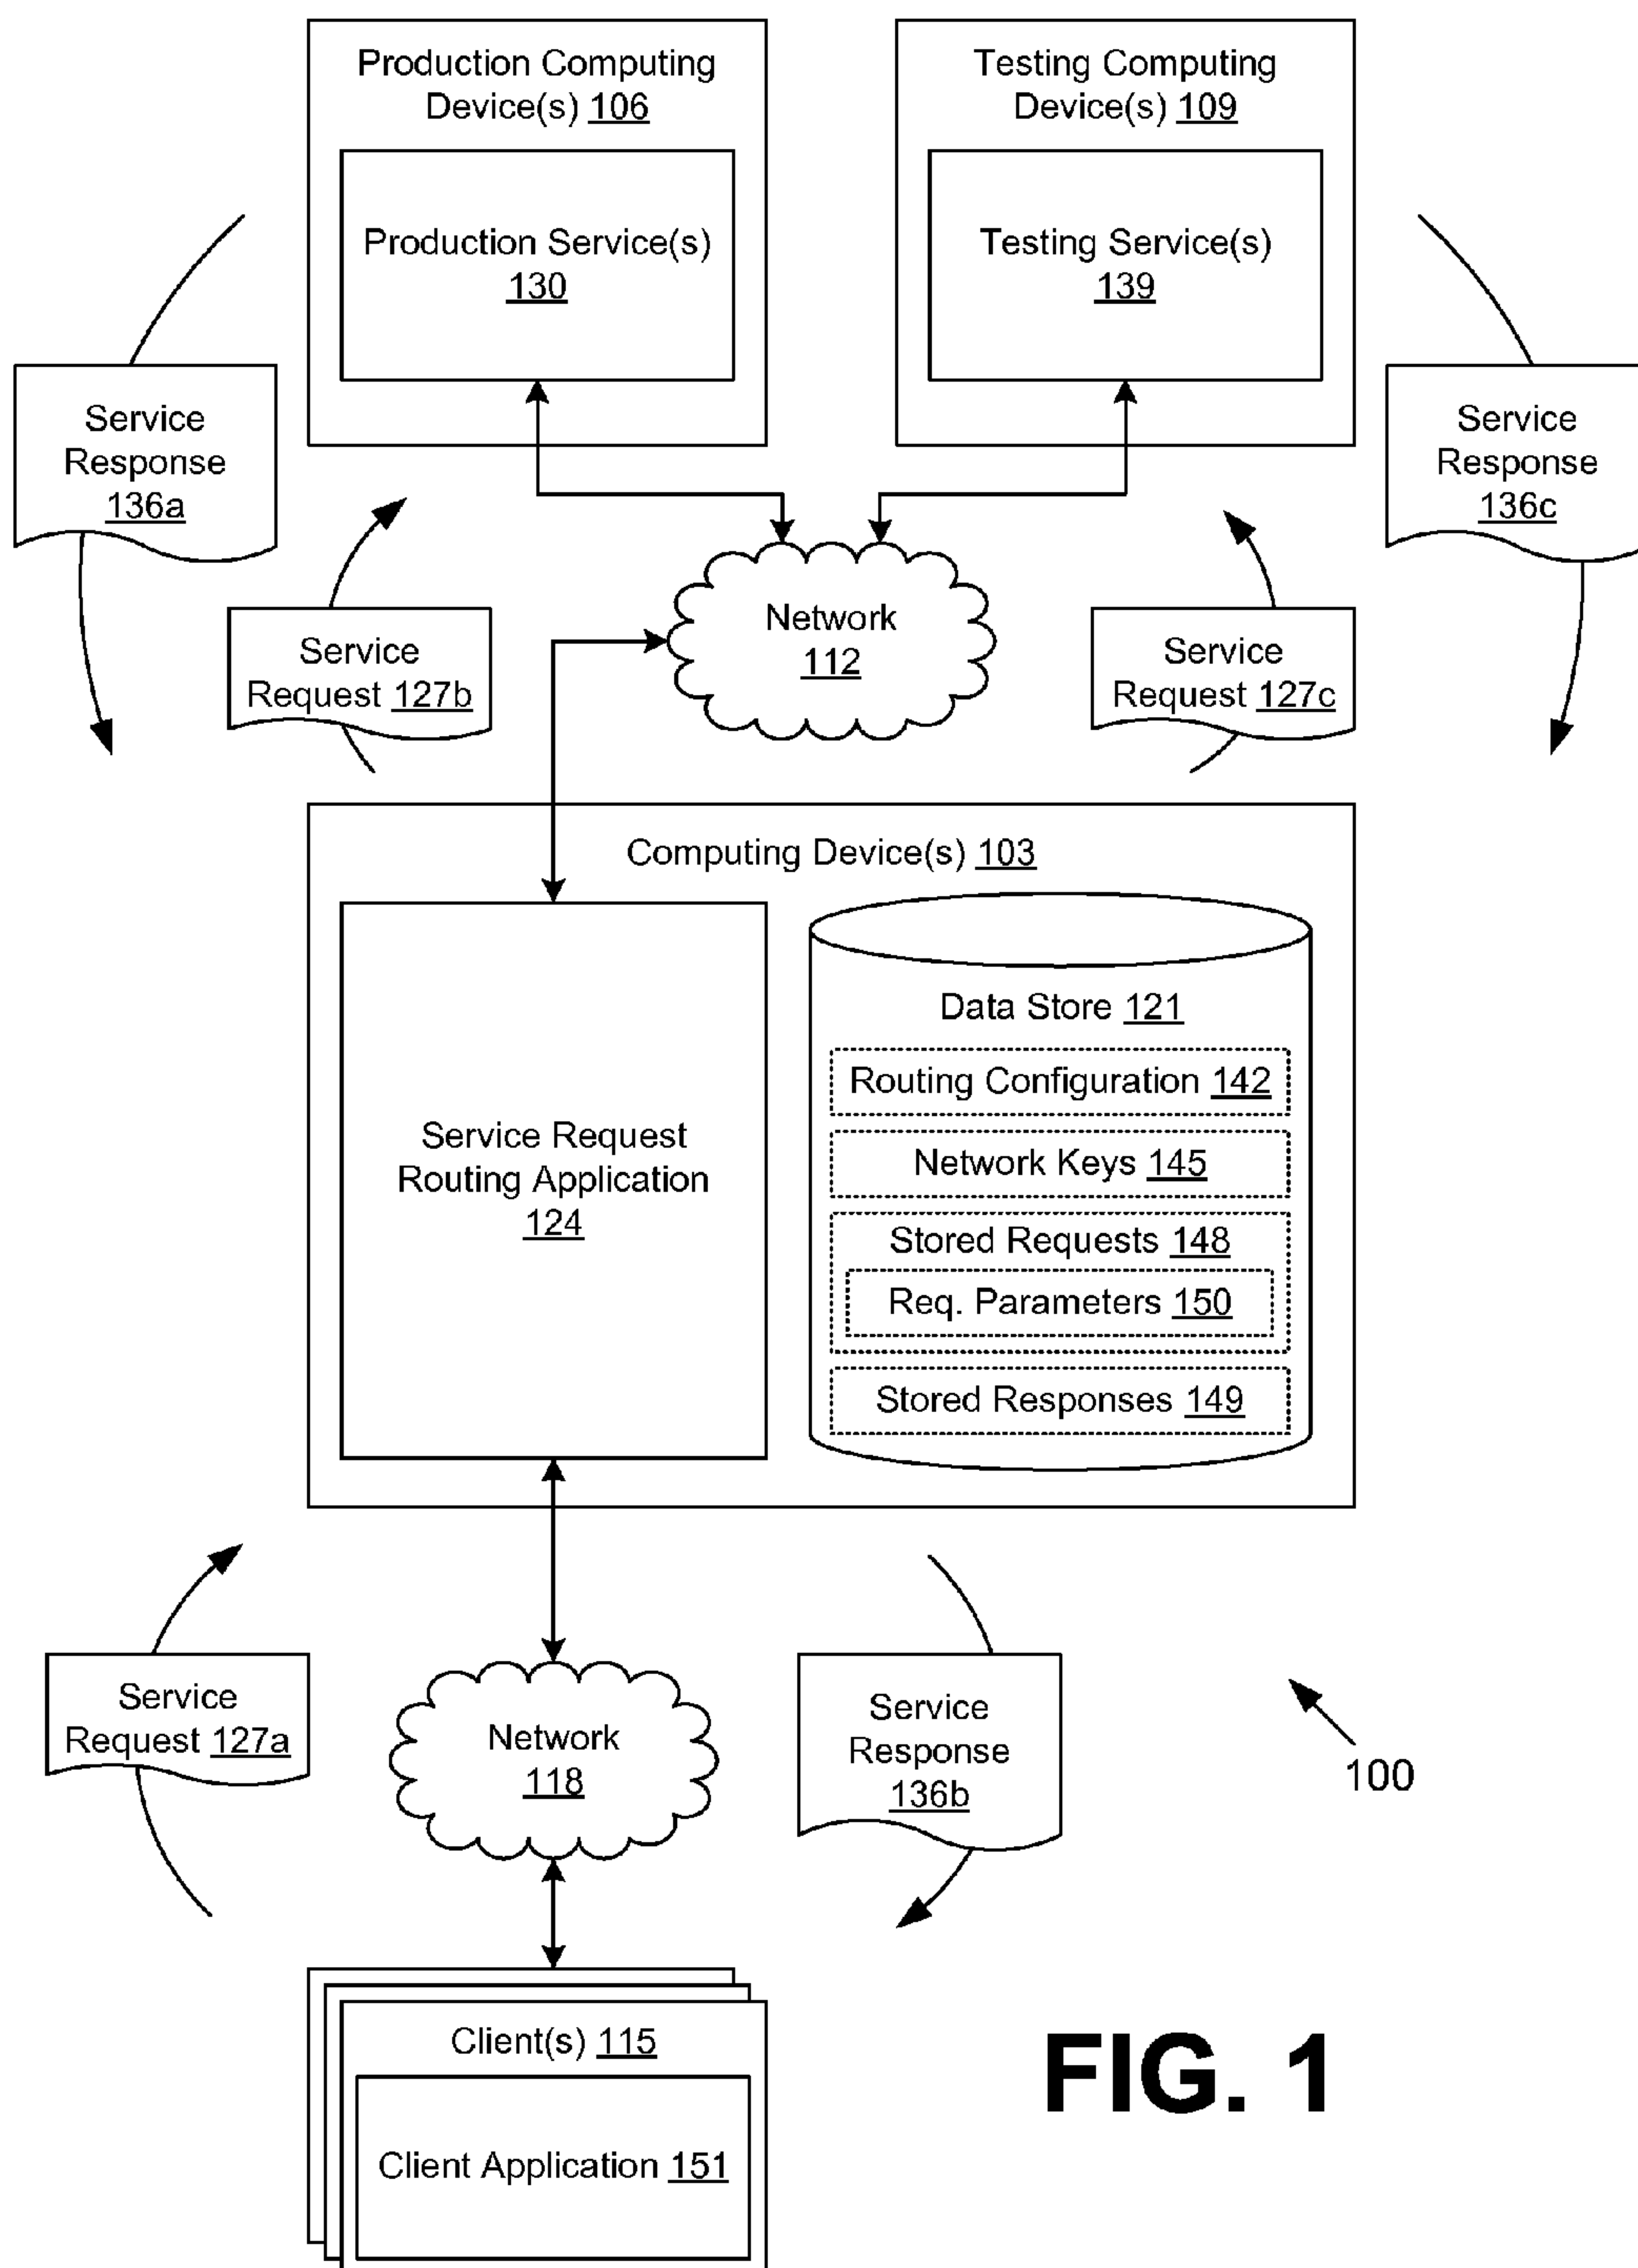 Production Computing
Device(s) 106
Production Service(s)
130
Testing Computing
Device(s) 109
Testing Service(s)
139
Service
Response
136a
Service
Response
136c
Service
Request 127b
Network
112
Service
Request 127c
Computing Device(s) 103
Service Request
Routing Application
124
Data Store 121
Routing Configuration 142
Network Keys 145
Stored Requests 148
Req. Parameters 150
Stored Responses 149
Service
Request 127a
Network
118
Service
Response
136b
100
Client(s) 115
Client Application 151
FIG. 1